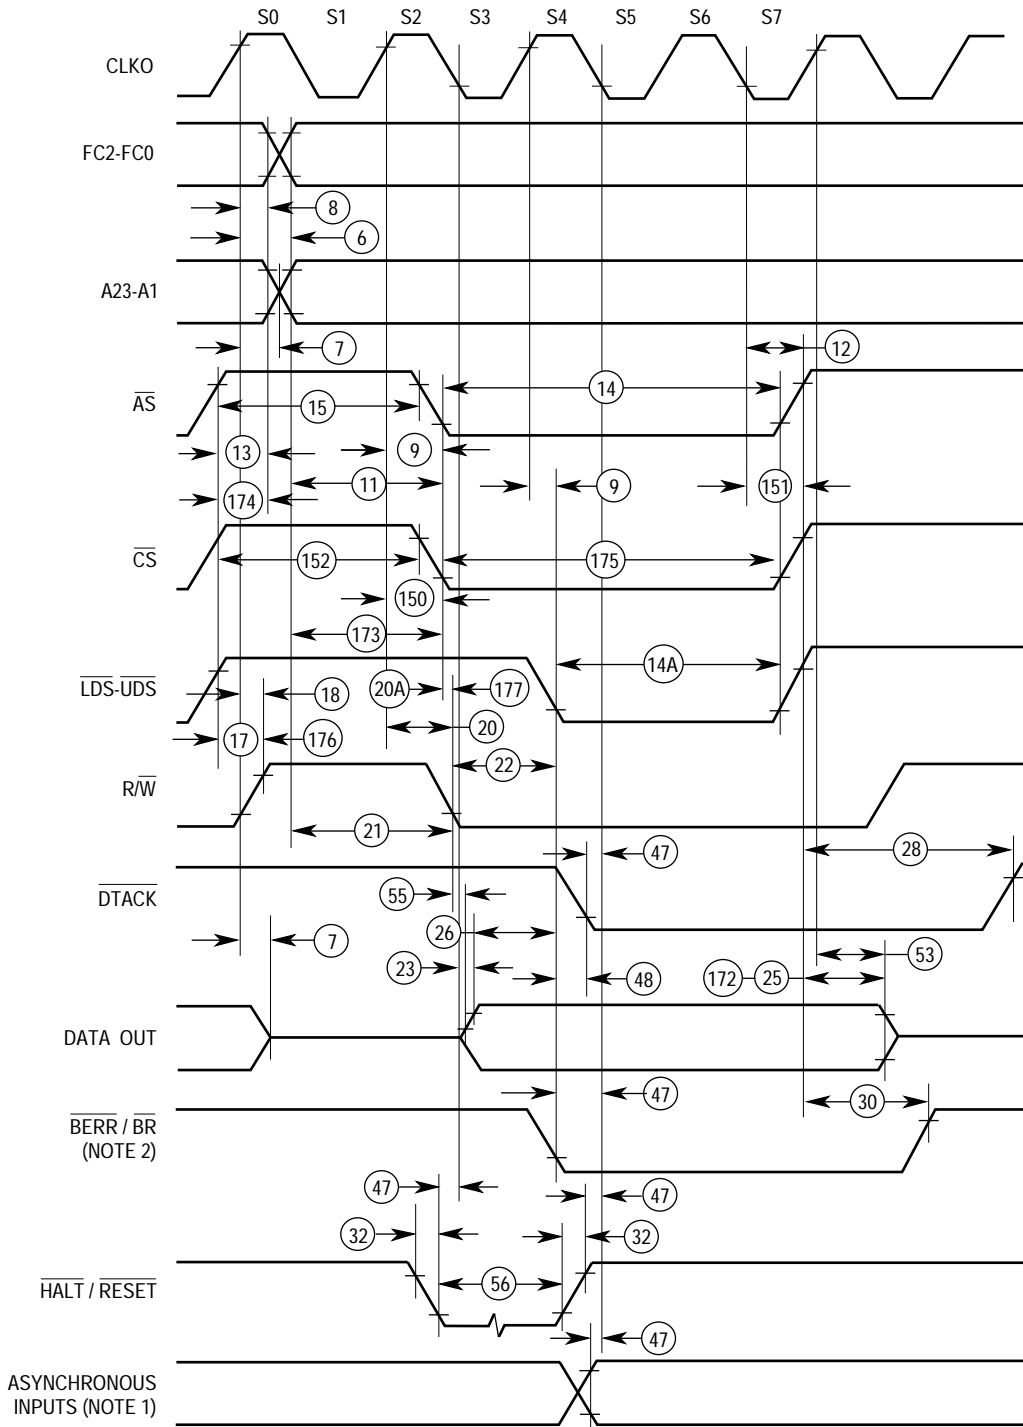 S0 S1 S2 S3 S4 S5 S6 S7
CLKO
FC2-FC0
8
6
A23-A1
7
12
14
AS
15
13
9
11
9
151
174
CS
152
175
150
173
14A
LDS-UDS
20A
177
18
20
17
176
22
R/W
21
47
28
DTACK
55
26
7
53
23
48
172
25
DATA OUT
47
30
BERR / BR
(NOTE 2)
47
47
32
32
56
HALT / RESET
47
ASYNCHRONOUS
INPUTS (NOTE 1)